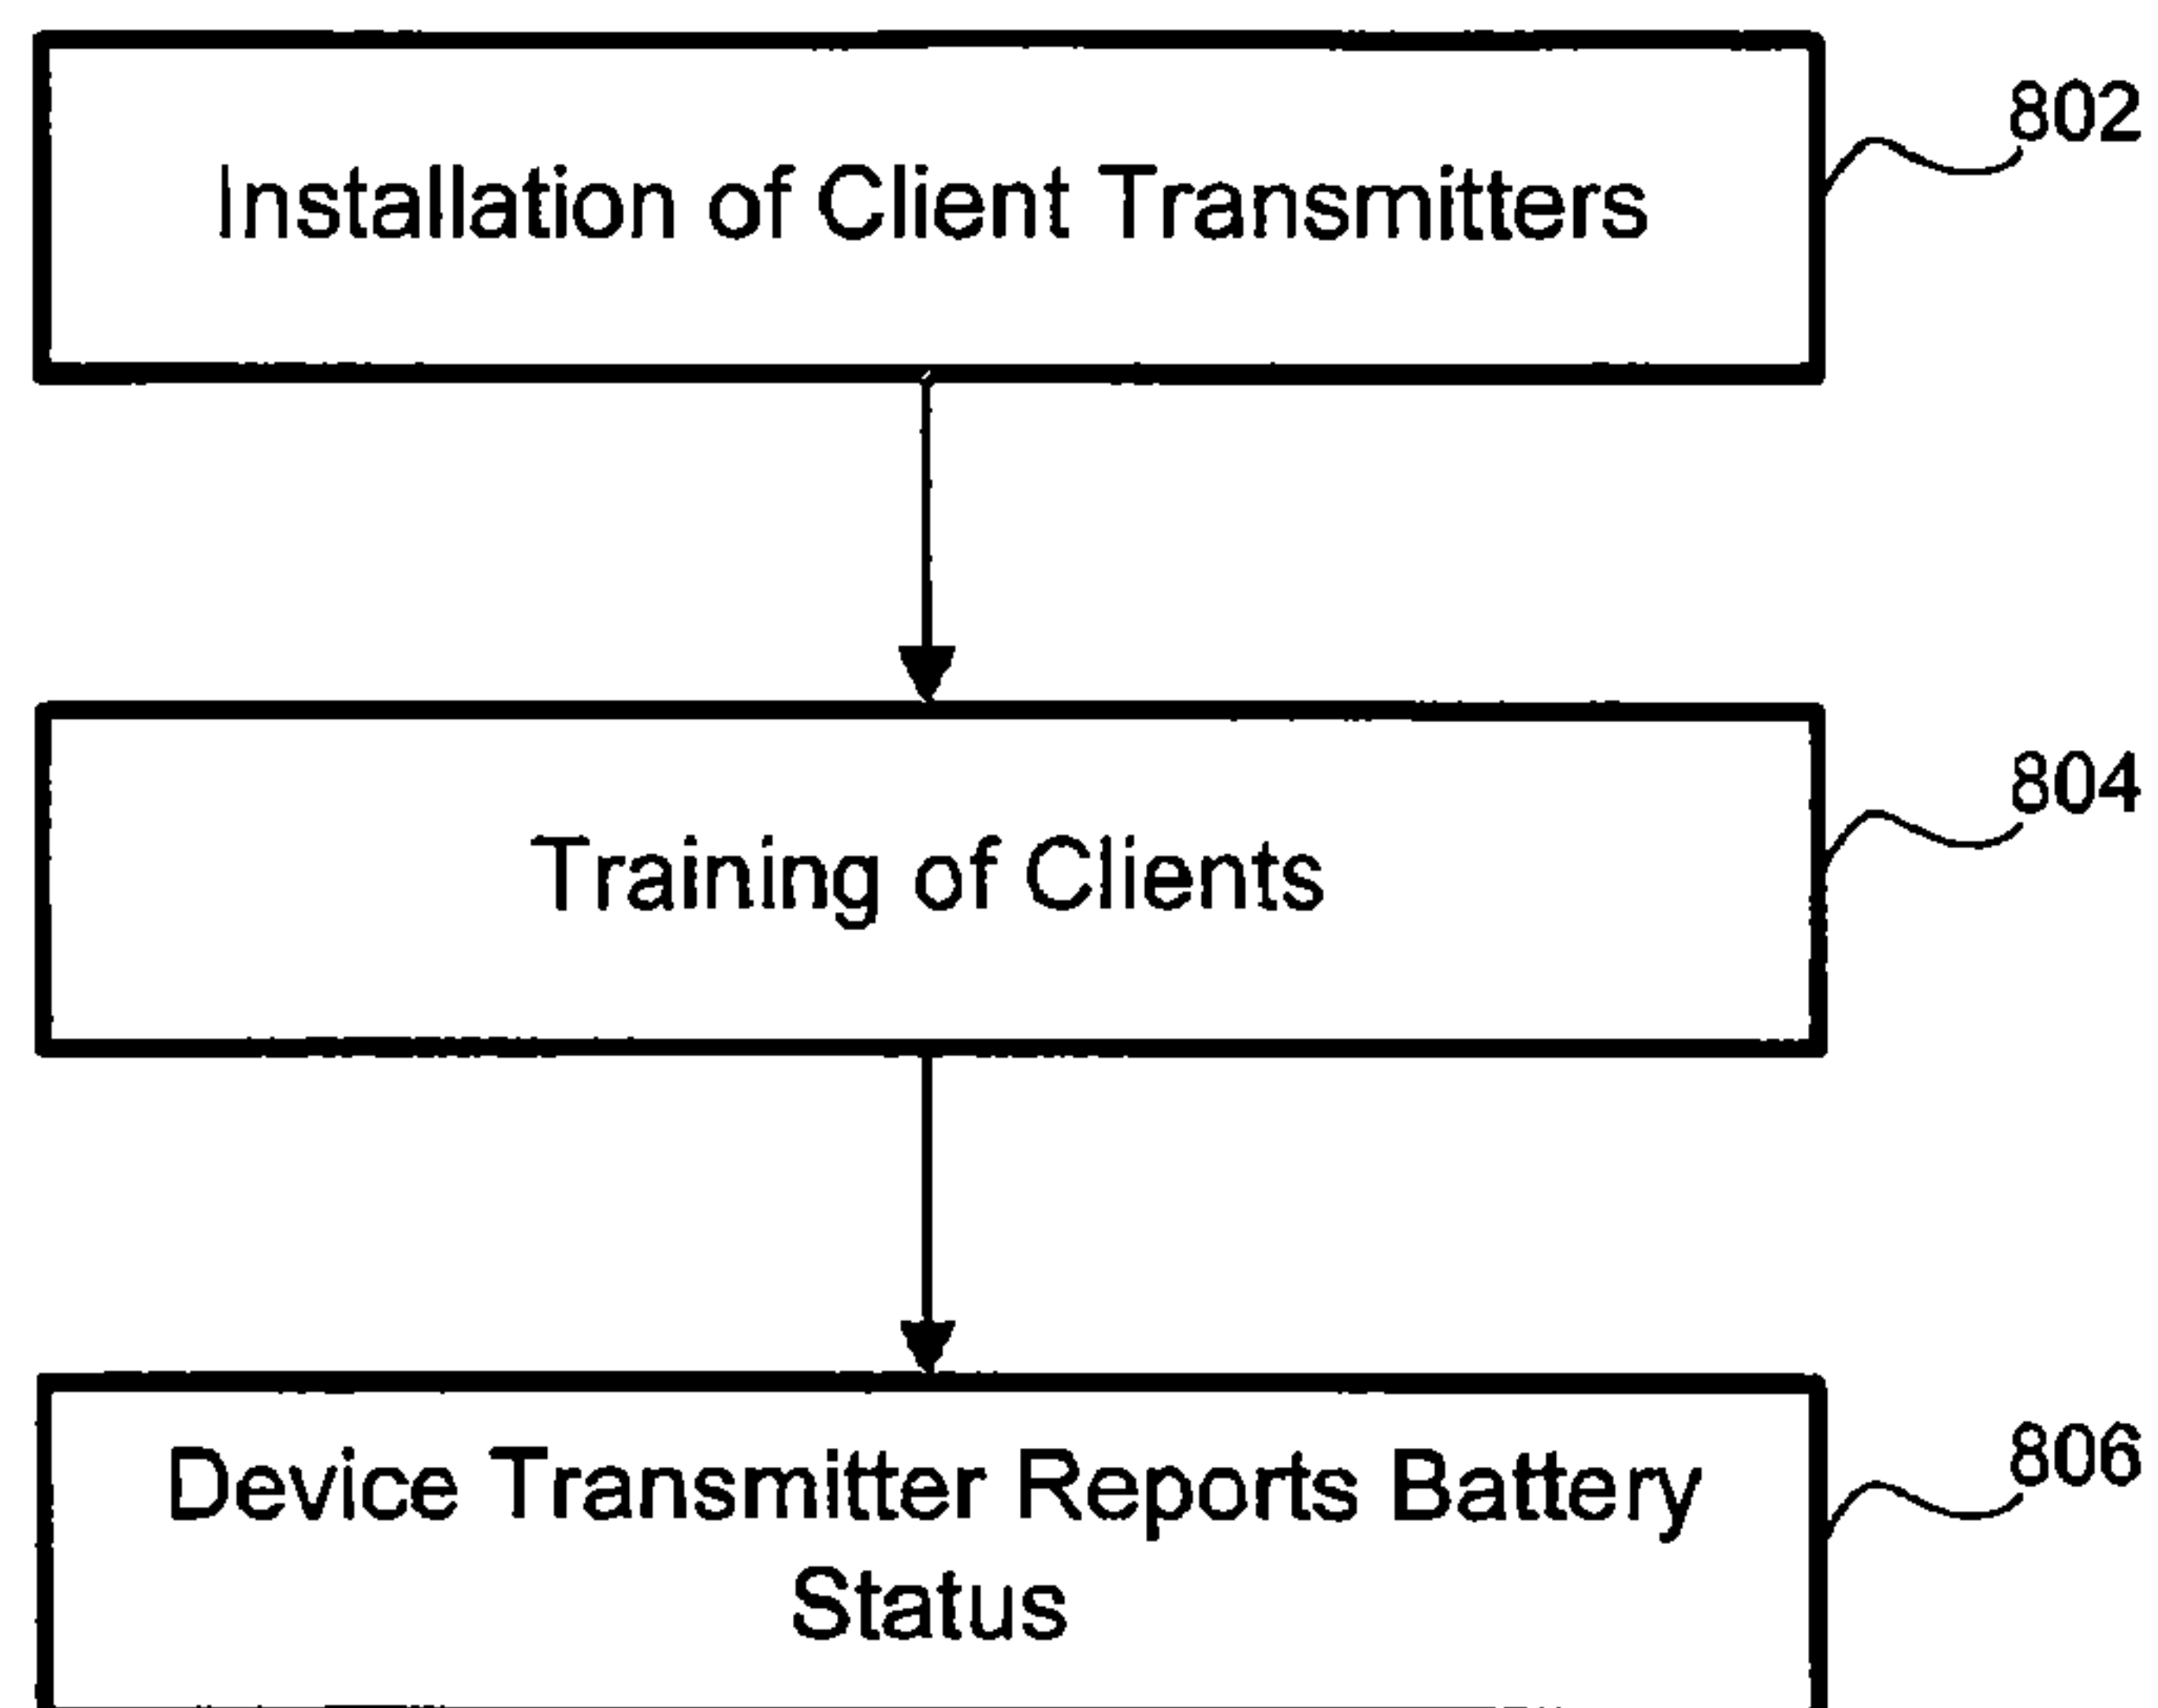 802
Installation of Client Transmitters
804
Training of Clients
806
Device Transmitter Reports Battery
Status